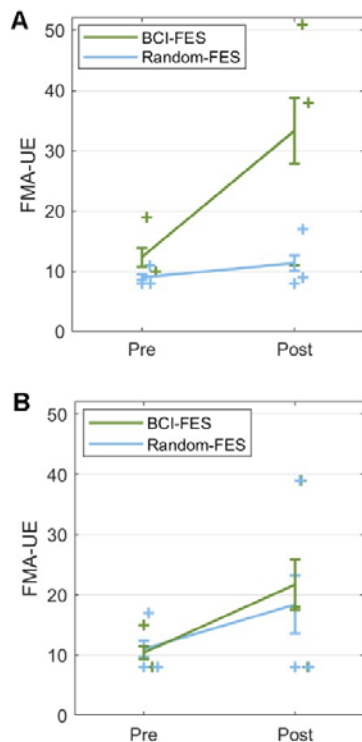 A
50
40
30
20
10
0
FMA-UE
BCI-FES
Random-FES
Pre Post
B
50
40
30
20
10
0
FMA-UE
BCI-FES
Random-FES
Pre Post